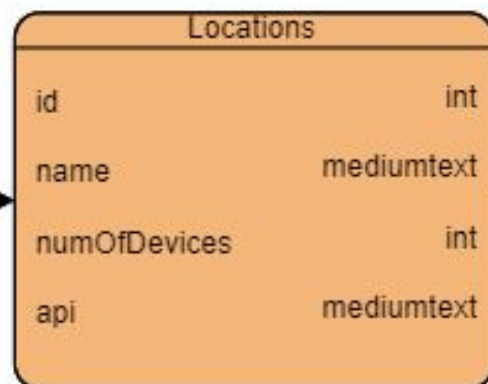 Locations
id int
name mediumtext
numOfDevices int
api mediumtext